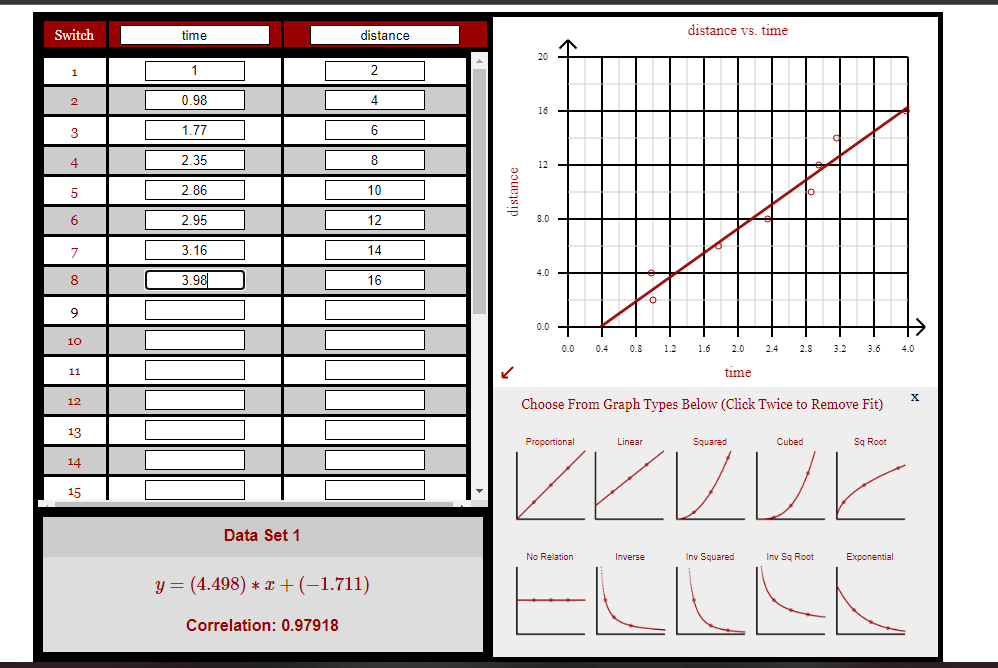 Switch time distance
1 1 2
2 0.98 4
3 1.77 6
4 2.35 8
5 2.86 10
6 2.95 12
7 3.16 14
8 3.98 16
9
10
11
12
13
14
15
Data Set 1
y = (4.498) * x + (−1.711)
Correlation: 0.97918
distance vs. time
20
16
12
8.0
4.0
0.0
distance
0.0 0.4 0.8 1.2 1.6 2.0 2.4 2.8 3.2 3.6 4.0
time
Choose From Graph Types Below (Click Twice to Remove Fit) x
Proportional Linear Squared Cubed Sq Root
No Relation Inverse Inv Squared Inv Sq Root Exponential